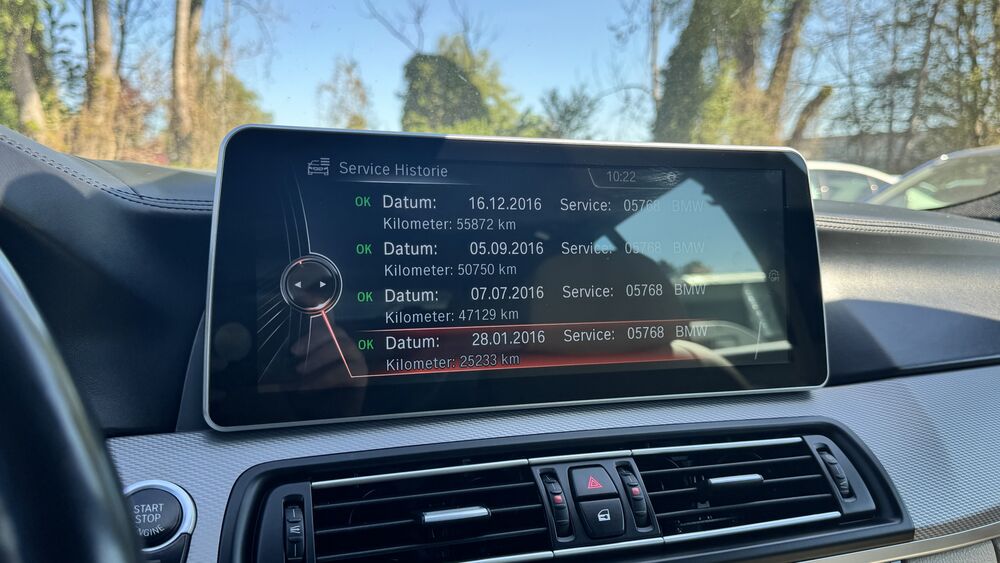 Service Historie
10:22
OK Datum: 16.12.2016 Service: 05768 BMW
Kilometer: 55872 km
OK Datum: 05.09.2016 Service: 05768 BMW
Kilometer: 50750 km
OK Datum: 07.07.2016 Service: 05768 BMW
Kilometer: 47129 km
OK Datum: 28.01.2016 Service: 05768 BMW
Kilometer: 25233 km
START
STOP
ENGINE